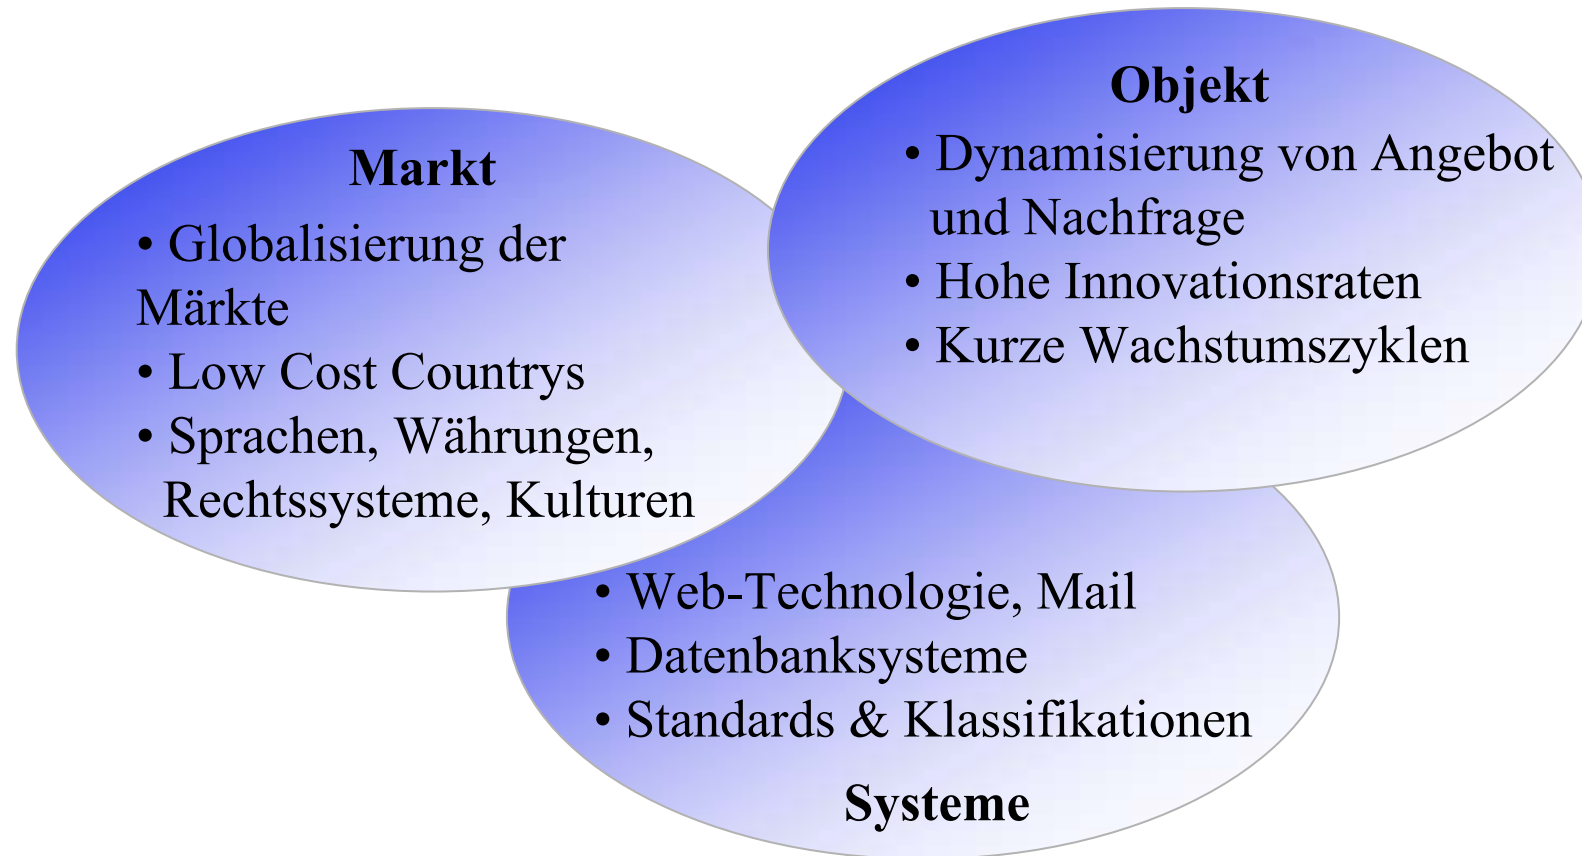 Markt
• Globalisierung der
Märkte
• Low Cost Countrys
• Sprachen, Währungen,
Rechtssysteme, Kulturen
Objekt
• Dynamisierung von Angebot
und Nachfrage
• Hohe Innovationsraten
• Kurze Wachstumszyklen
• Web-Technologie, Mail
• Datenbanksysteme
• Standards & Klassifikationen
Systeme